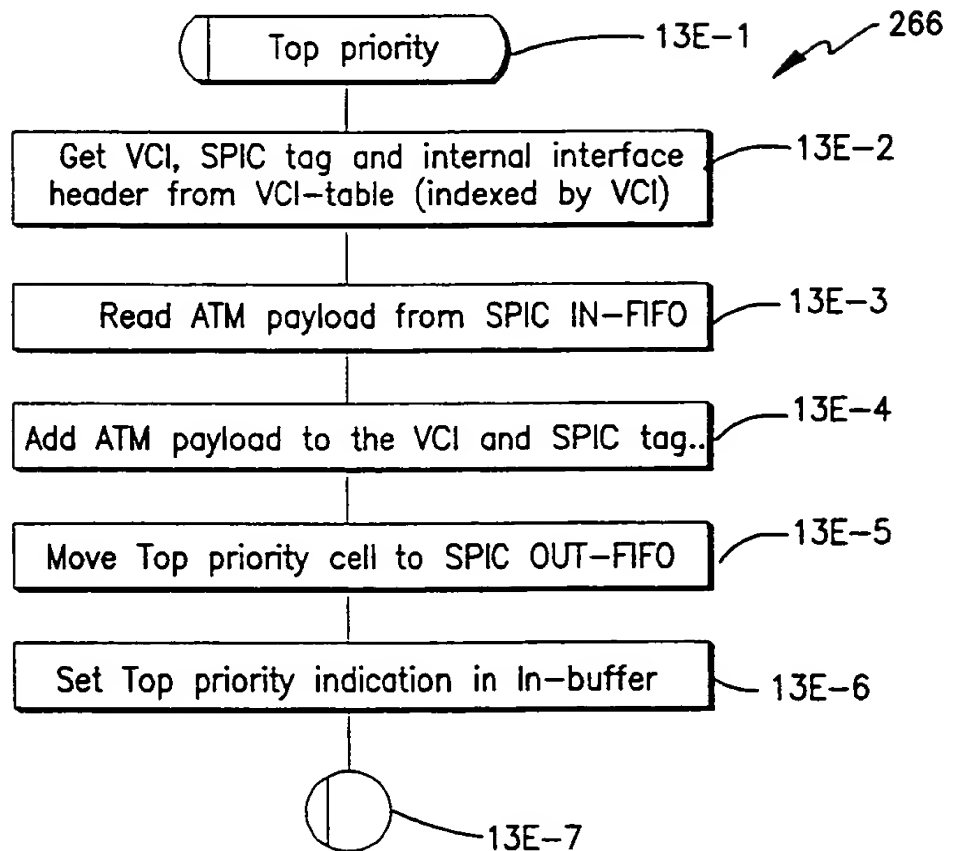 266
Top priority
13E-1
Get VCI, SPIC tag and internal interface
header from VCI-table (indexed by VCI)
13E-2
Read ATM payload from SPIC IN-FIFO
13E-3
Add ATM payload to the VCI and SPIC tag..
13E-4
Move Top priority cell to SPIC OUT-FIFO
13E-5
Set Top priority indication in In-buffer
13E-6
13E-7